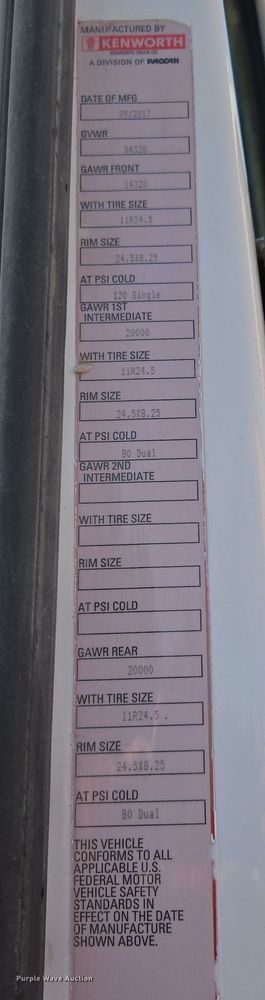 MANUFACTURED BY
KENWORTH
KENWORTH TRUCK CO.
A DIVISION OF PACCAR
DATE OF MFG
09/2017
GVWR
54320
GAWR FRONT
14320
WITH TIRE SIZE
11R24.5
RIM SIZE
24.5X8.25
AT PSI COLD
120 Single
GAWR 1ST
INTERMEDIATE
20000
WITH TIRE SIZE
11R24.5
RIM SIZE
24.5X8.25
AT PSI COLD
80 Dual
GAWR 2ND
INTERMEDIATE
WITH TIRE SIZE
RIM SIZE
AT PSI COLD
GAWR REAR
20000
WITH TIRE SIZE
11R24.5
RIM SIZE
24.5X8.25
AT PSI COLD
80 Dual
THIS VEHICLE
CONFORMS TO ALL
APPLICABLE U.S.
FEDERAL MOTOR
VEHICLE SAFETY
STANDARDS IN
EFFECT ON THE DATE
OF MANUFACTURE
SHOWN ABOVE.
Purple Wave Auction